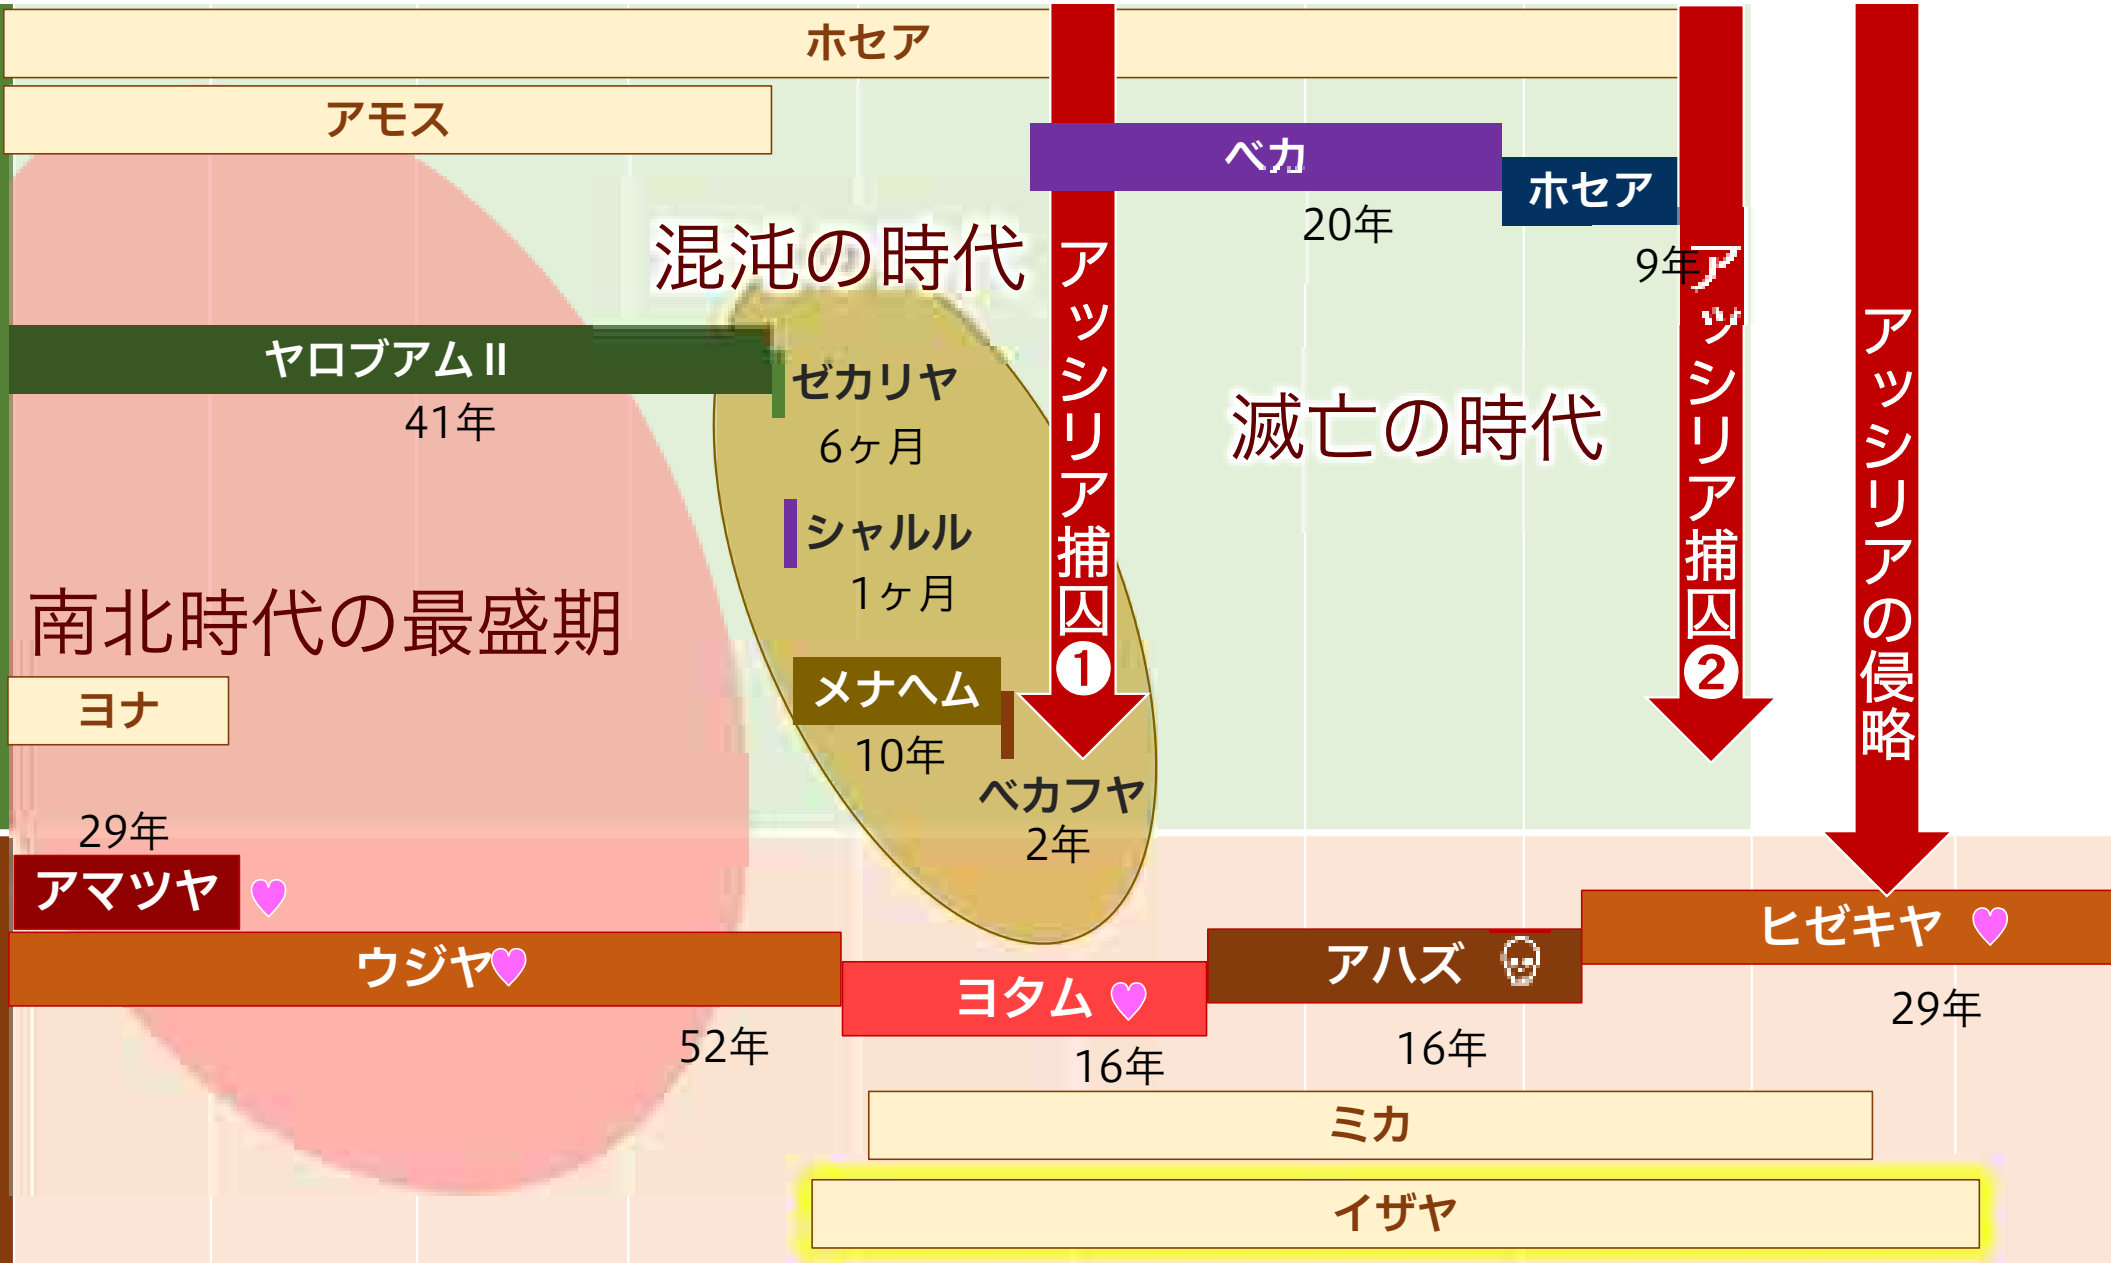 ホセア
アモス
ペカ
ホセア
20年
9年
混沌の時代
ヤロブアムⅡ
41年
ゼカリヤ
6ヶ月
シャルル
1ヶ月
滅亡の時代
アッシリア捕囚❶
アッシリア捕囚❷
アッシリアの侵略
南北時代の最盛期
ヨナ
メナヘム
10年
ペカフヤ
2年
29年
アマツヤ
ウジヤ
52年
ヨタム
16年
アハズ
16年
ヒゼキヤ
29年
ミカ
イザヤ